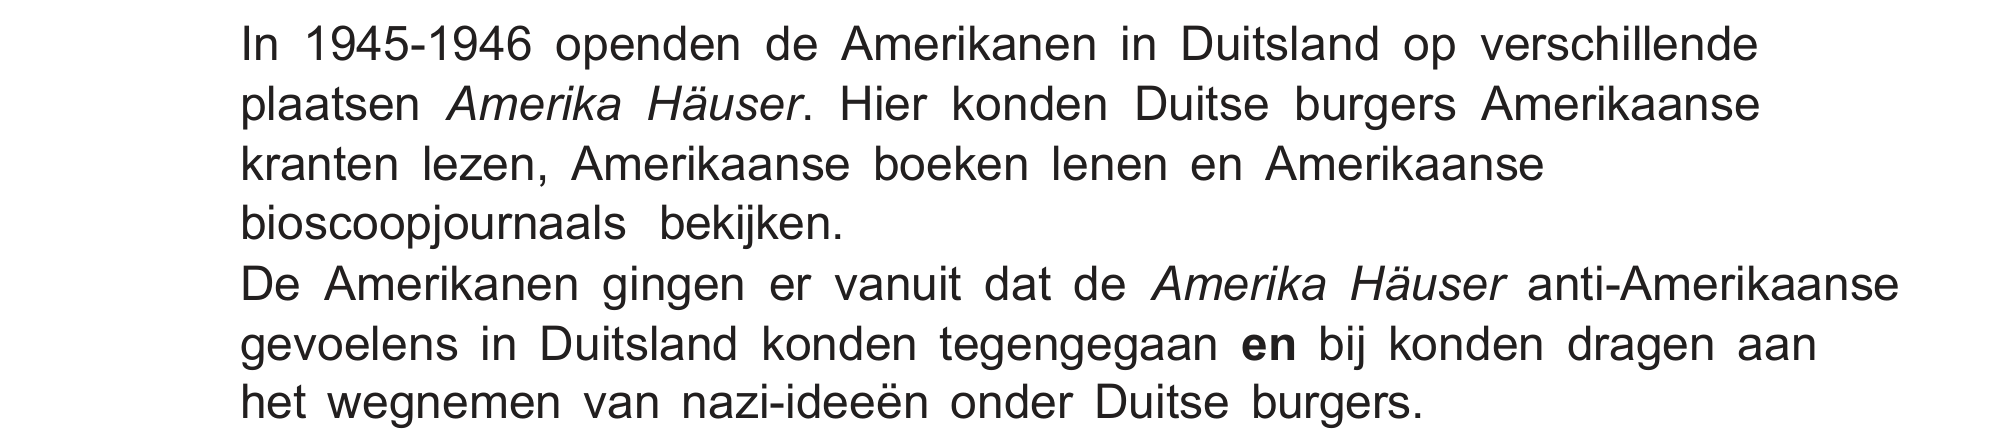 In 1945-1946 openden de Amerikanen in Duitsland op verschillende
plaatsen Amerika Häuser. Hier konden Duitse burgers Amerikaanse
kranten lezen, Amerikaanse boeken lenen en Amerikaanse
bioscoopjournaals bekijken.
De Amerikanen gingen er vanuit dat de Amerika Häuser anti-Amerikaanse
gevoelens in Duitsland konden tegengegaan en bij konden dragen aan
het wegnemen van nazi-ideeën onder Duitse burgers.